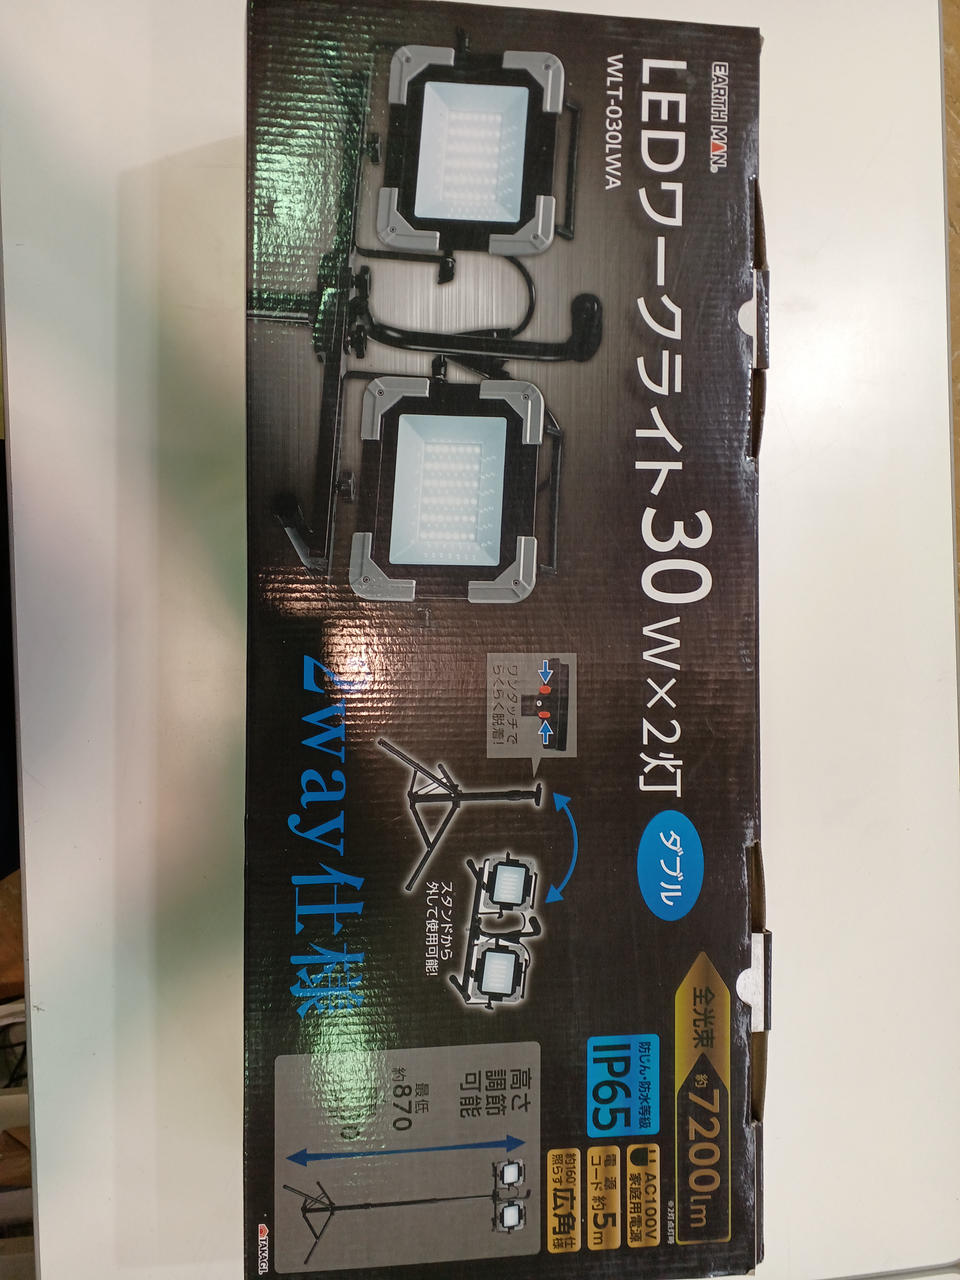 EARTH MAN®
LEDワークライト30W×2灯
ダブル
WLT-030LWA
全光束
約7200lm
※2灯点灯時
防じん・防水等級
IP65
AC100V
家庭用電源
電源
コード
約5m
約160°
照らす
広角
仕様
ワンタッチで
らくらく脱着!
スタンドから
外して使用可能!
2way仕様
高さ
調節
可能
最低
約870
TAKAGI®